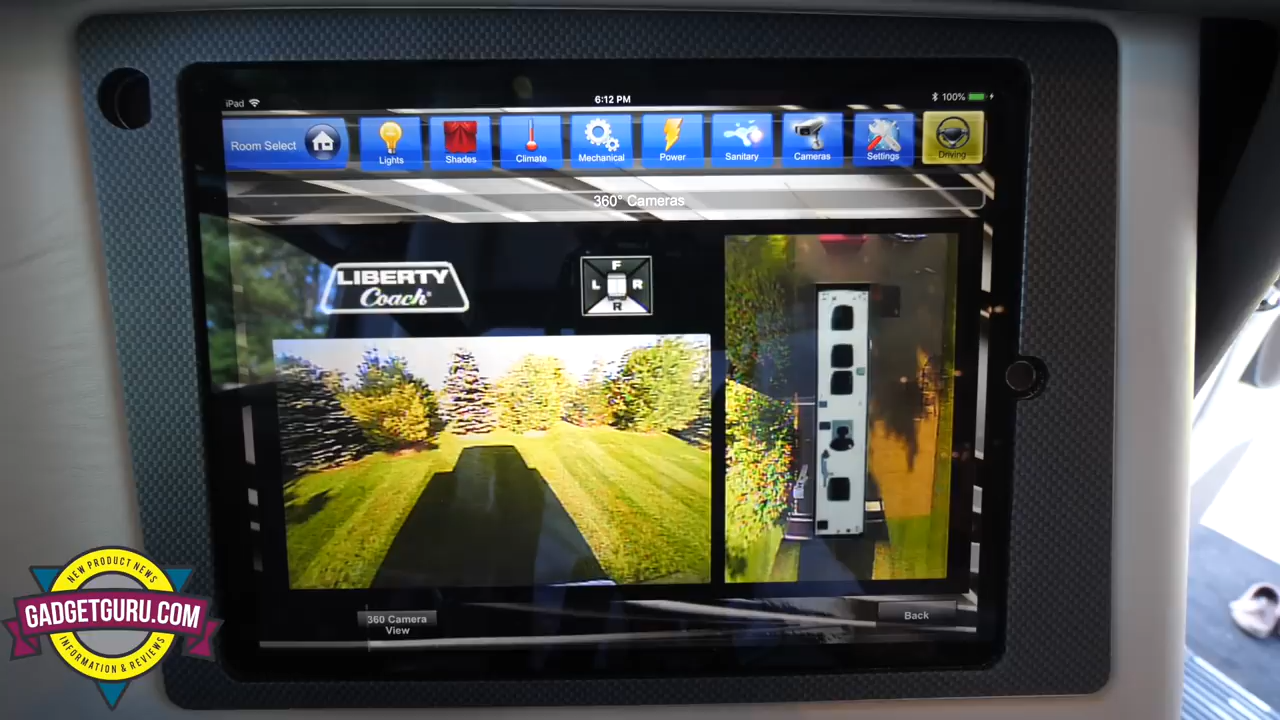 iPad
6:12 PM
100%
Room Select
Lights
Shades
Climate
Mechanical
Power
Sanitary
Cameras
Settings
Driving
360° Cameras
LIBERTY
Coach®
F
L R
R
360 Camera
View
Back
NEW PRODUCT NEWS
GADGETGURU.COM
INFORMATION & REVIEWS